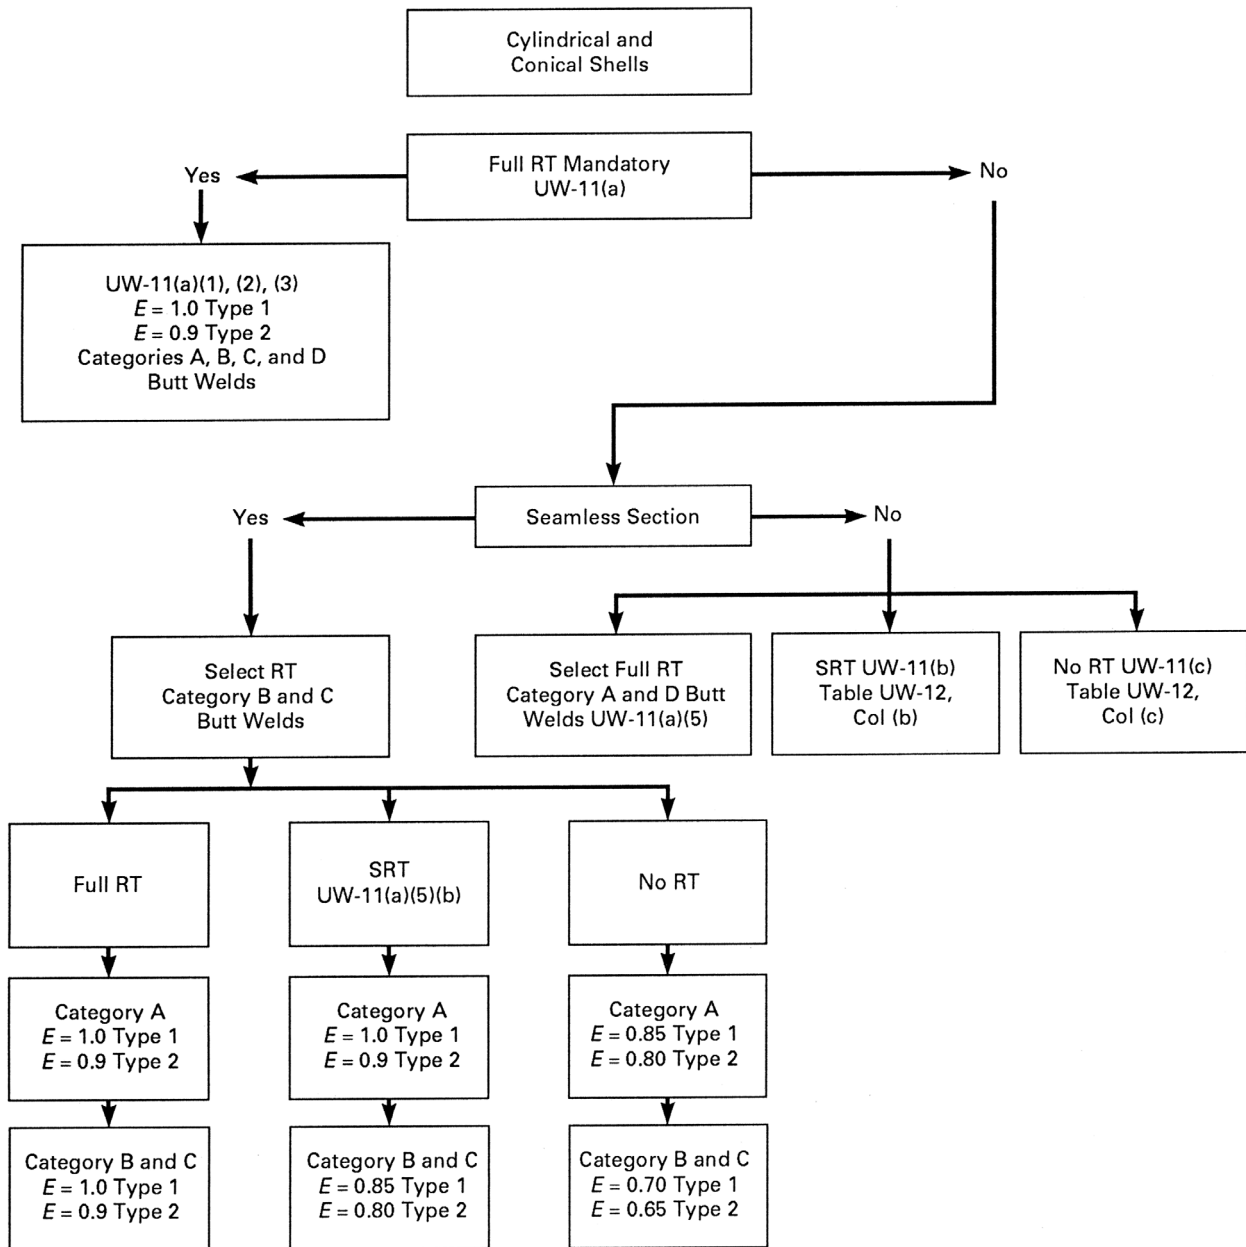 Cylindrical and
Conical Shells
Full RT Mandatory
UW-11(a)
Yes
No
UW-11(a)(1), (2), (3)
E = 1.0 Type 1
E = 0.9 Type 2
Categories A, B, C, and D
Butt Welds
Seamless Section
Yes
No
Select RT
Category B and C
Butt Welds
Select Full RT
Category A and D Butt
Welds UW-11(a)(5)
SRT UW-11(b)
Table UW-12,
Col (b)
No RT UW-11(c)
Table UW-12,
Col (c)
Full RT
SRT
UW-11(a)(5)(b)
No RT
Category A
E = 1.0 Type 1
E = 0.9 Type 2
Category A
E = 1.0 Type 1
E = 0.9 Type 2
Category A
E = 0.85 Type 1
E = 0.80 Type 2
Category B and C
E = 1.0 Type 1
E = 0.9 Type 2
Category B and C
E = 0.85 Type 1
E = 0.80 Type 2
Category B and C
E = 0.70 Type 1
E = 0.65 Type 2